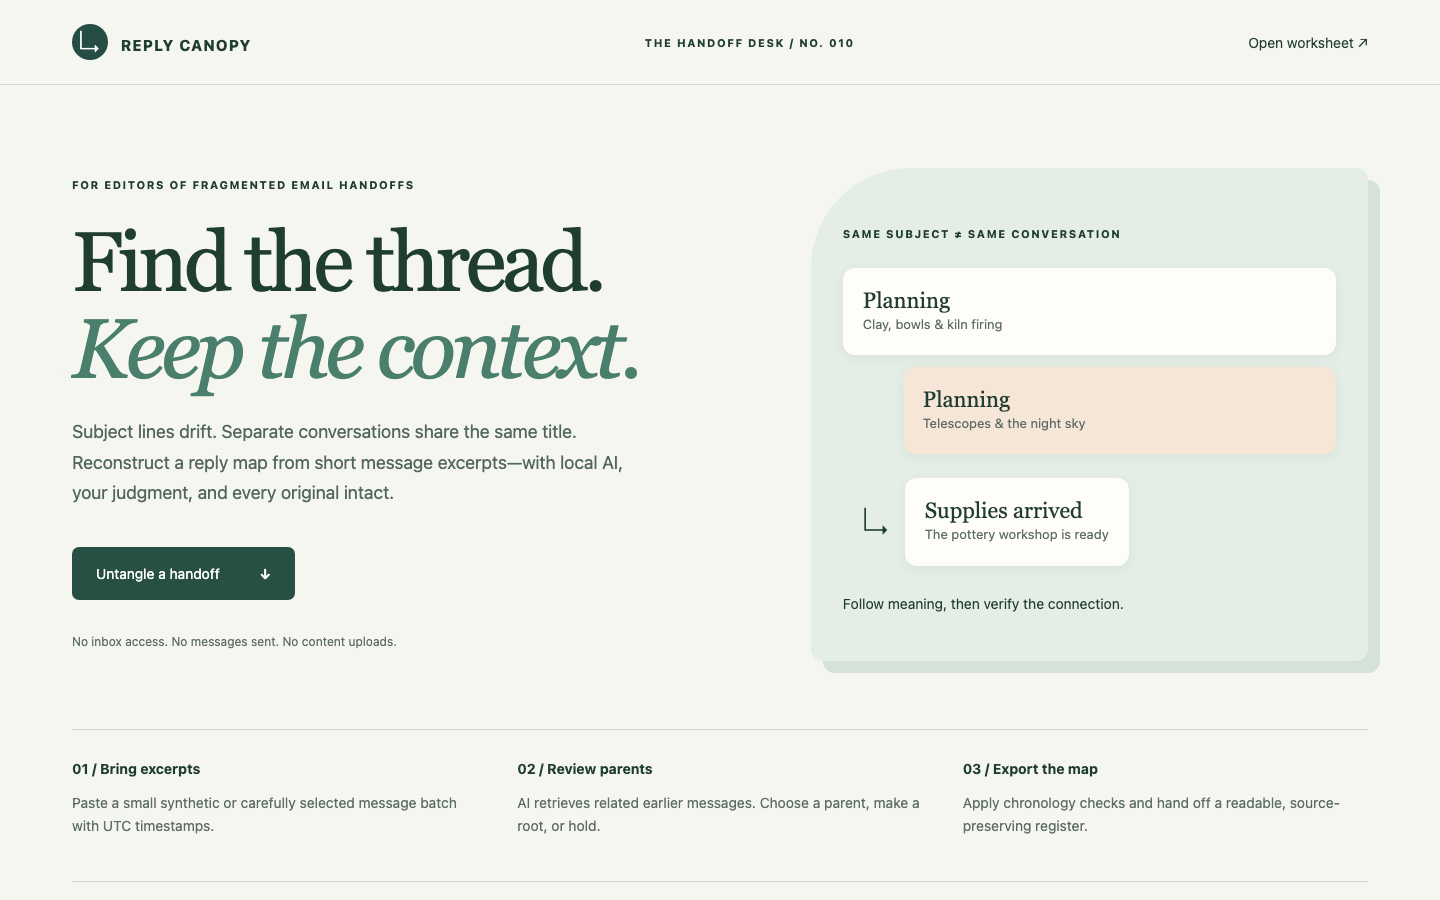 REPLY CANOPY
THE HANDOFF DESK / NO. 010
Open worksheet ↗
FOR EDITORS OF FRAGMENTED EMAIL HANDOFFS
Find the thread.
Keep the context.
Subject lines drift. Separate conversations share the same title.
Reconstruct a reply map from short message excerpts—with local AI,
your judgment, and every original intact.
Untangle a handoff ↓
No inbox access. No messages sent. No content uploads.
SAME SUBJECT ≠ SAME CONVERSATION
Planning
Clay, bowls & kiln firing
Planning
Telescopes & the night sky
Supplies arrived
The pottery workshop is ready
Follow meaning, then verify the connection.
01 / Bring excerpts
Paste a small synthetic or carefully selected message batch
with UTC timestamps.
02 / Review parents
AI retrieves related earlier messages. Choose a parent, make a
root, or hold.
03 / Export the map
Apply chronology checks and hand off a readable, source-
preserving register.